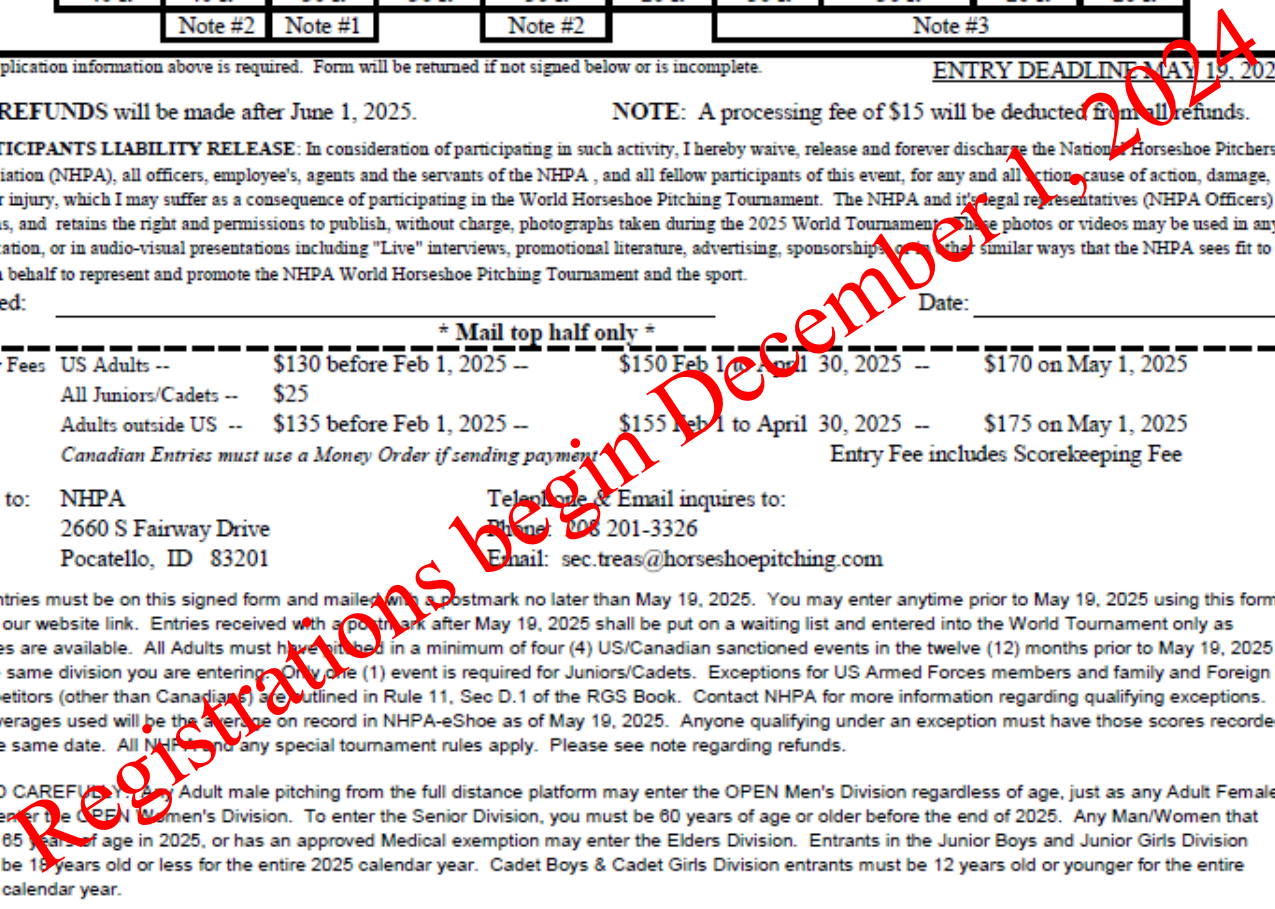 Note #2 Note #1 Note #2 Note #3
plication information above is required. Form will be returned if not signed below or is incomplete. ENTRY DEADLINE MAY 19, 202
REFUNDS will be made after June 1, 2025. NOTE: A processing fee of $15 will be deducted from all refunds.
TICIPANTS LIABILITY RELEASE: In consideration of participating in such activity, I hereby waive, release and forever discharge the National Horseshoe Pitchers
iation (NHPA), all officers, employee's, agents and the servants of the NHPA , and all fellow participants of this event, for any and all action, cause of action, damage,
r injury, which I may suffer as a consequence of participating in the World Horseshoe Pitching Tournament. The NHPA and it's legal representatives (NHPA Officers)
s, and retains the right and permissions to publish, without charge, photographs taken during the 2025 World Tournament. These photos or videos may be used in any
ation, or in audio-visual presentations including "Live" interviews, promotional literature, advertising, sponsorships, or in other similar ways that the NHPA sees fit to
n behalf to represent and promote the NHPA World Horseshoe Pitching Tournament and the sport.
ed: Date:
* Mail top half only *
Fees US Adults -- $130 before Feb 1, 2025 -- $150 Feb 1 to April 30, 2025 -- $170 on May 1, 2025
All Juniors/Cadets -- $25
Adults outside US -- $135 before Feb 1, 2025 -- $155 Feb 1 to April 30, 2025 -- $175 on May 1, 2025
Canadian Entries must use a Money Order if sending payment Entry Fee includes Scorekeeping Fee
to: NHPA Telephone & Email inquires to:
2660 S Fairway Drive Phone: 208 201-3326
Pocatello, ID 83201 Email: sec.treas@horseshoepitching.com
ntries must be on this signed form and mailed with a postmark no later than May 19, 2025. You may enter anytime prior to May 19, 2025 using this form
our website link. Entries received with a postmark after May 19, 2025 shall be put on a waiting list and entered into the World Tournament only as
es are available. All Adults must have pitched in a minimum of four (4) US/Canadian sanctioned events in the twelve (12) months prior to May 19, 2025
e same division you are entering. Only one (1) event is required for Juniors/Cadets. Exceptions for US Armed Forces members and family and Foreign
petitors (other than Canadians) are outlined in Rule 11, Sec D.1 of the RGS Book. Contact NHPA for more information regarding qualifying exceptions.
verages used will be the average on record in NHPA-eShoe as of May 19, 2025. Anyone qualifying under an exception must have those scores recorde
e same date. All NHPA and any special tournament rules apply. Please see note regarding refunds.
D CAREFULLY: Any Adult male pitching from the full distance platform may enter the OPEN Men's Division regardless of age, just as any Adult Female
enter the OPEN Women's Division. To enter the Senior Division, you must be 60 years of age or older before the end of 2025. Any Man/Women that
65 years of age in 2025, or has an approved Medical exemption may enter the Elders Division. Entrants in the Junior Boys and Junior Girls Division
be 18 years old or less for the entire 2025 calendar year. Cadet Boys & Cadet Girls Division entrants must be 12 years old or younger for the entire
calendar year.
Registrations begin December 1, 2024